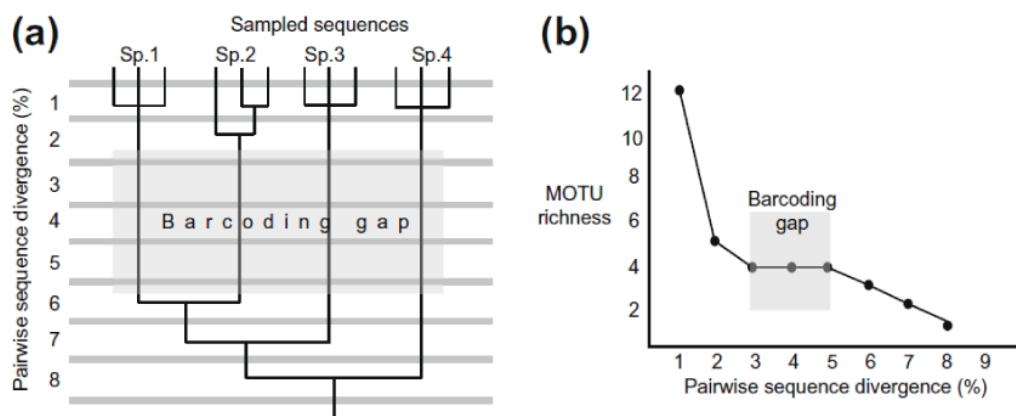 (a)
Sampled sequences
Sp.1 Sp.2 Sp.3 Sp.4
Pairwise sequence divergence (%)
1
2
3
4
5
6
7
8
Barcoding gap
(b)
MOTU
richness
12
10
8
6
4
2
Barcoding
gap
1 2 3 4 5 6 7 8 9
Pairwise sequence divergence (%)